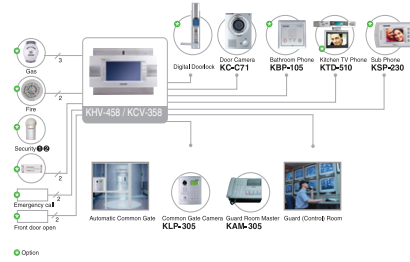 3
Gas
2
Fire
Security❶❷
2
2
Emergency call
2
Front door open
KHV-458 / KCV-358
Digital Doorlock
Door Camera
KC-C71
Bathroom Phone
KBP-105
Kitchen TV Phone
KTD-510
Sub Phone
KSP-230
Automatic Common Gate
Common Gate Camera
KLP-305
Guard Room Master
KAM-305
Guard (Control) Room
Option